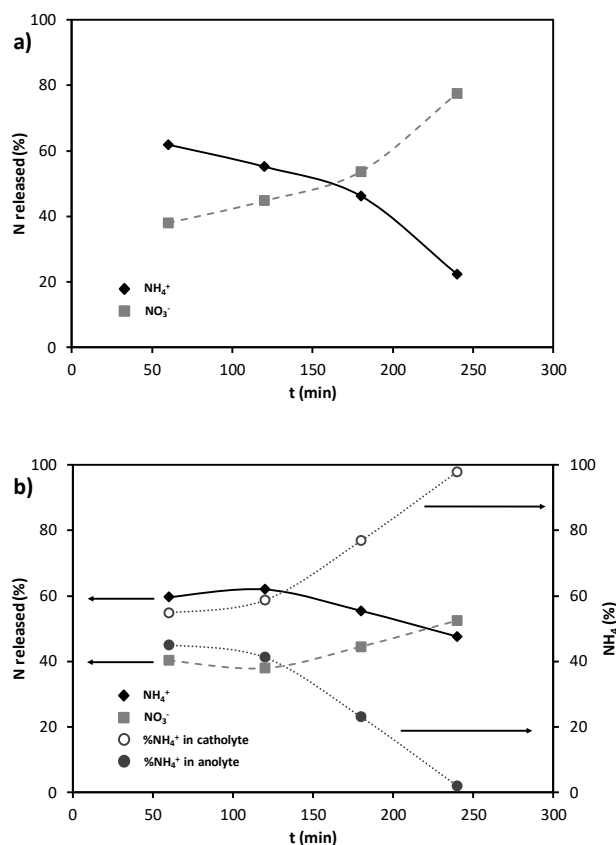 a)
N released (%)
100
80
60
40
20
0
NH₄⁺
NO₃⁻
0 50 100 150 200 250 300
t (min)
b)
N released (%)
NH₄ (%)
100 100
80 80
60 60
40 40
20 20
0 0
NH₄⁺
NO₃⁻
%NH₄⁺ in catholyte
%NH₄⁺ in anolyte
0 50 100 150 200 250 300
t (min)